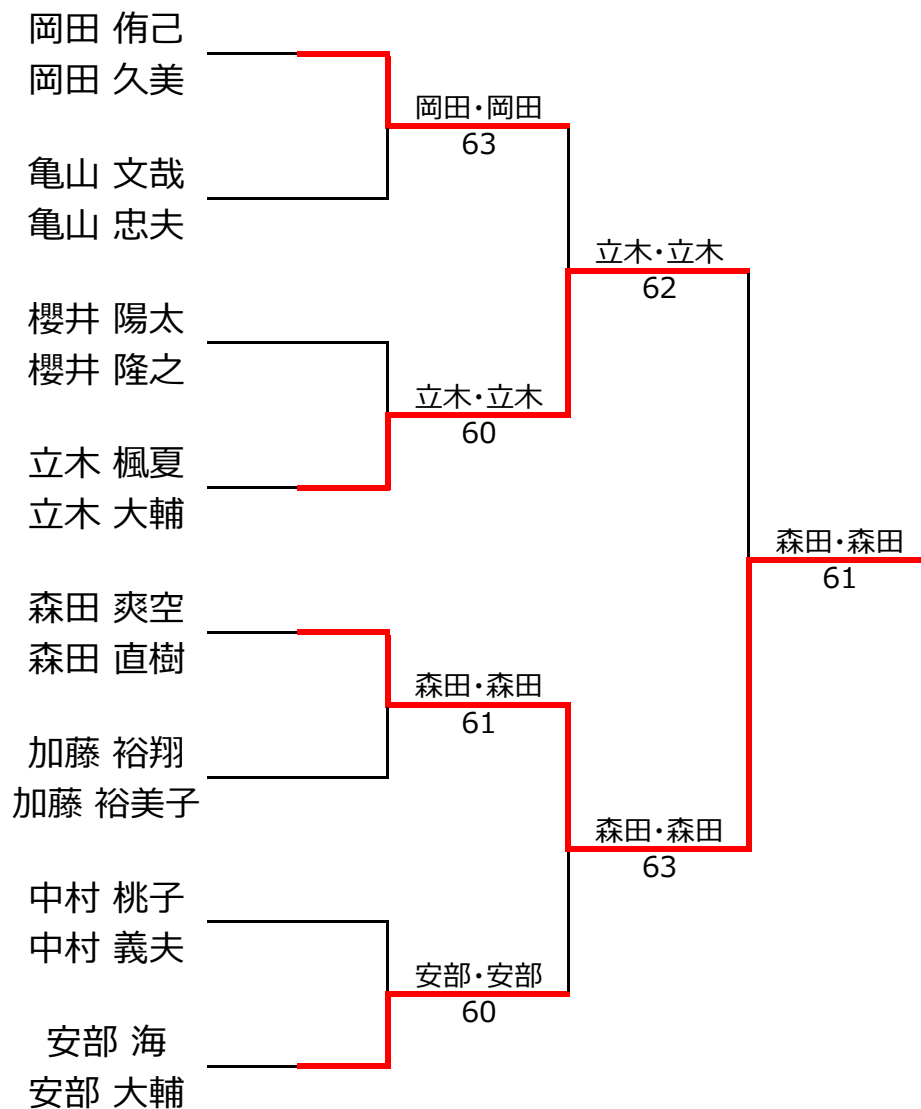 岡田 侑己
岡田 久美
岡田・岡田
63
亀山 文哉
亀山 忠夫
立木・立木
62
櫻井 陽太
櫻井 隆之
立木・立木
60
立木 楓夏
立木 大輔
森田・森田
61
森田 爽空
森田 直樹
森田・森田
61
加藤 裕翔
加藤 裕美子
森田・森田
63
中村 桃子
中村 義夫
安部・安部
60
安部 海
安部 大輔